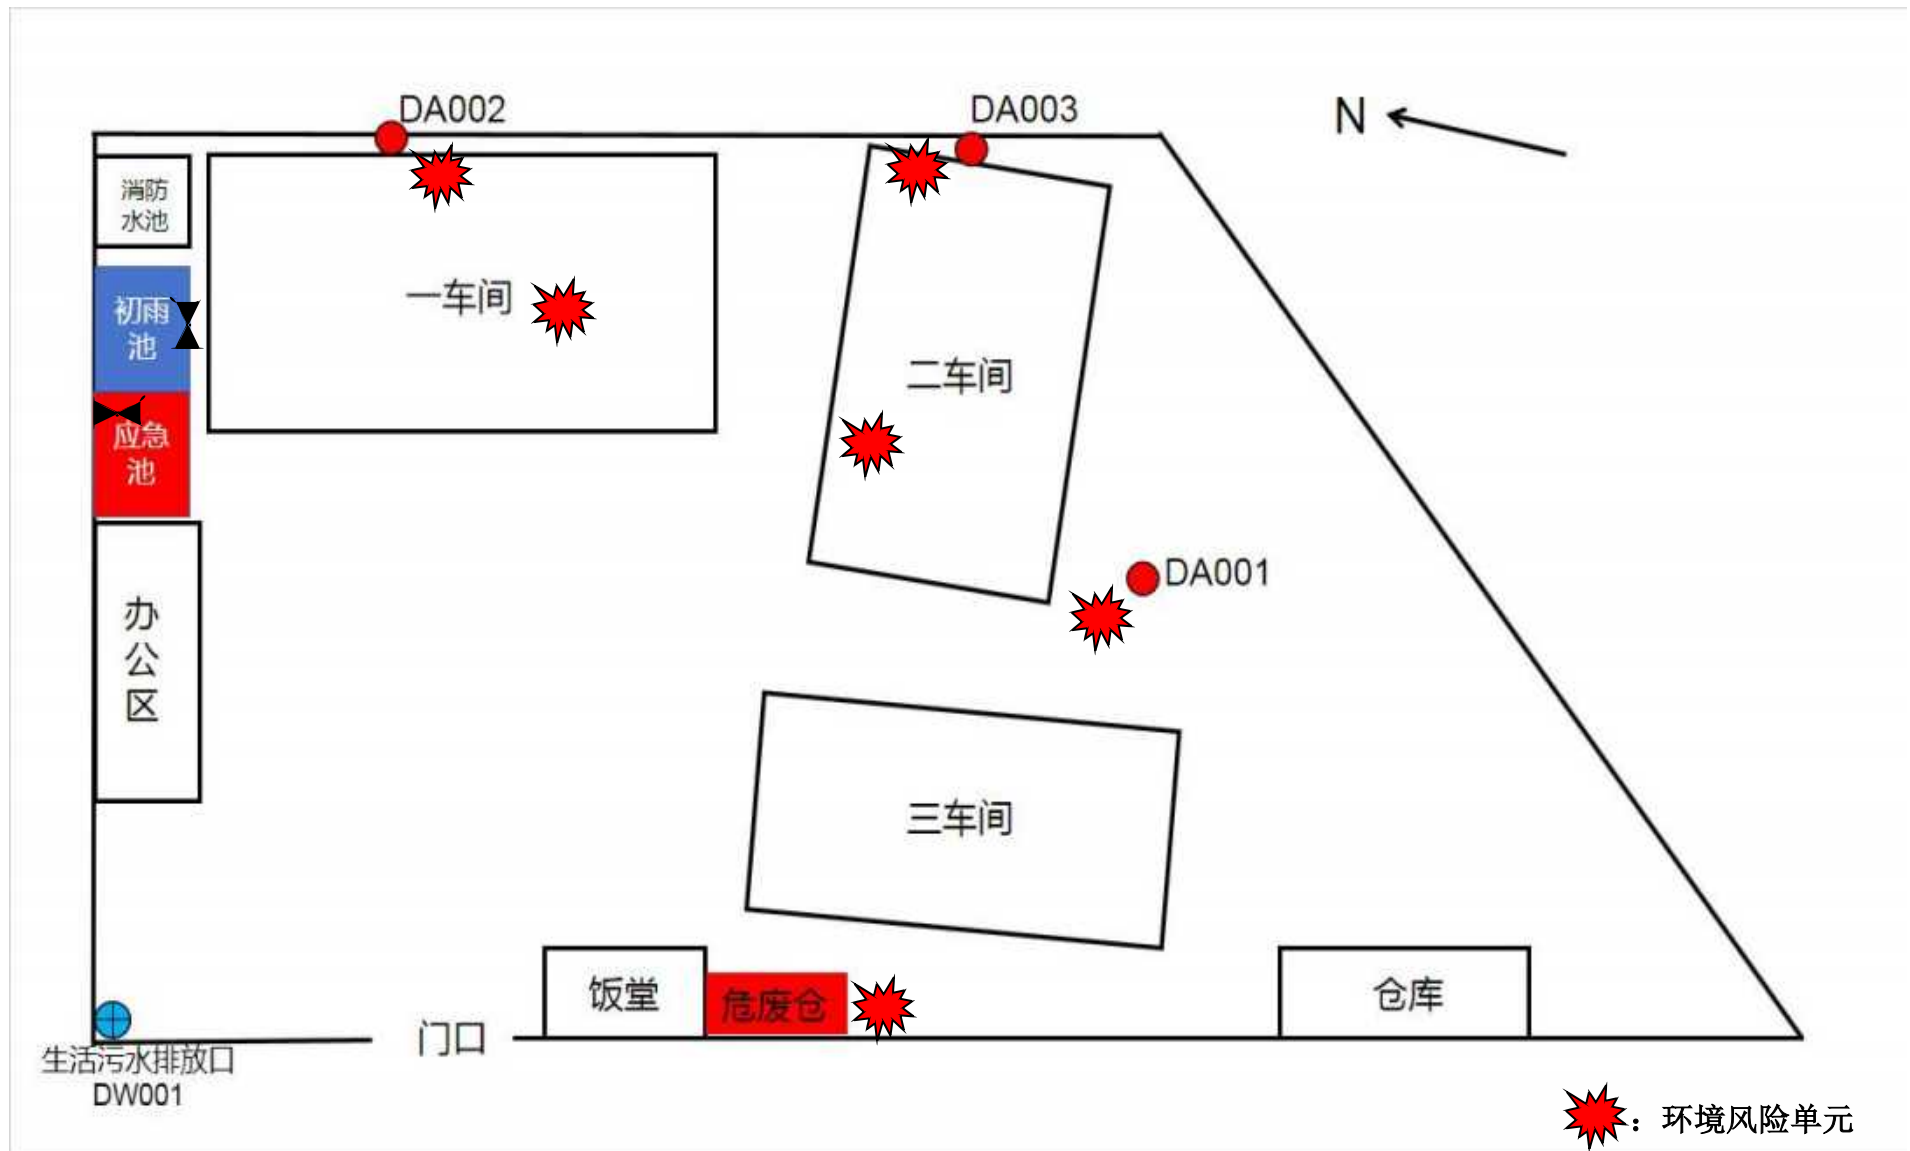 DA002
DA003
N
消防
水池
初雨
池
一车间
二车间
应急
池
DA001
办
公
区
三车间
饭堂
危废仓
仓库
门口
生活污水排放口
DW001
：环境风险单元